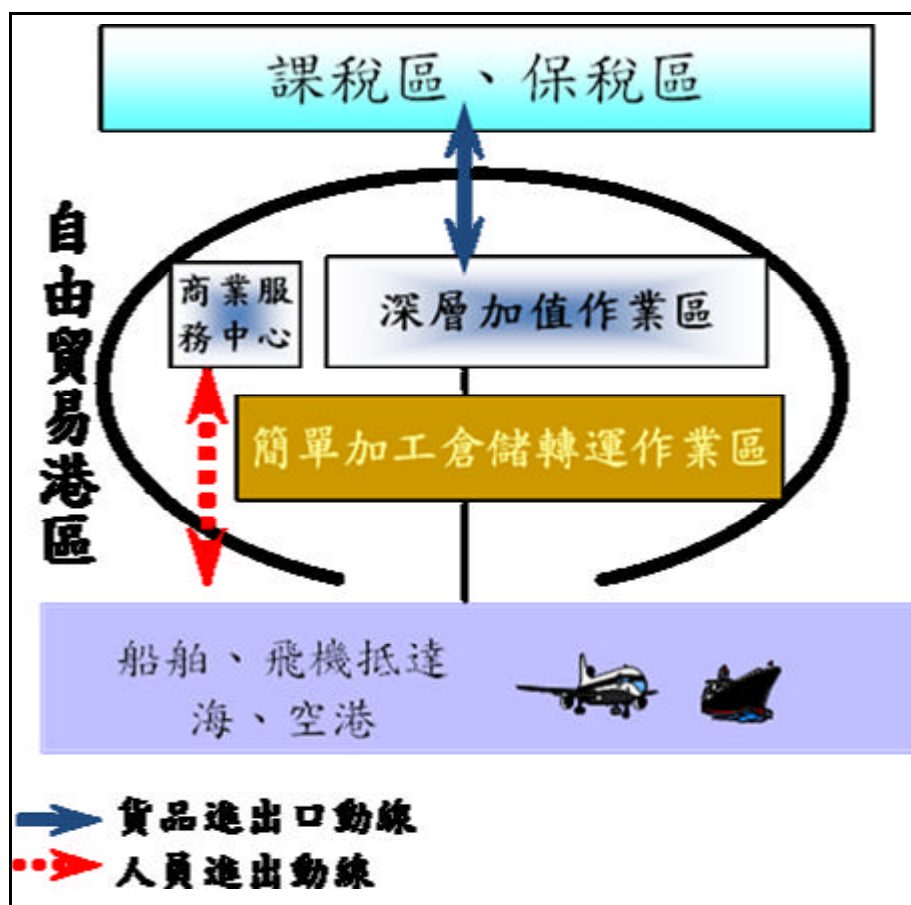 課稅區、保稅區
自由貿易港區
商業服
務中心
深層加值作業區
簡單加工倉儲轉運作業區
船舶、飛機抵達
海、空港
貨品進出口動線
人員進出動線